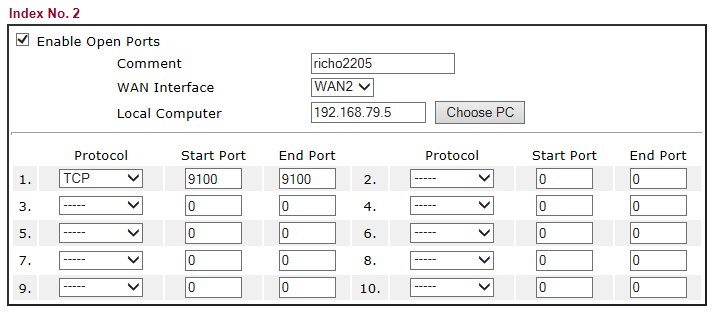 Index No. 2
Enable Open Ports
Comment richo2205
WAN Interface WAN2
Local Computer 192.168.79.5 Choose PC
Protocol Start Port End Port Protocol Start Port End Port
1. TCP 9100 9100 2. ----- 0 0
3. ----- 0 0 4. ----- 0 0
5. ----- 0 0 6. ----- 0 0
7. ----- 0 0 8. ----- 0 0
9. ----- 0 0 10. ----- 0 0